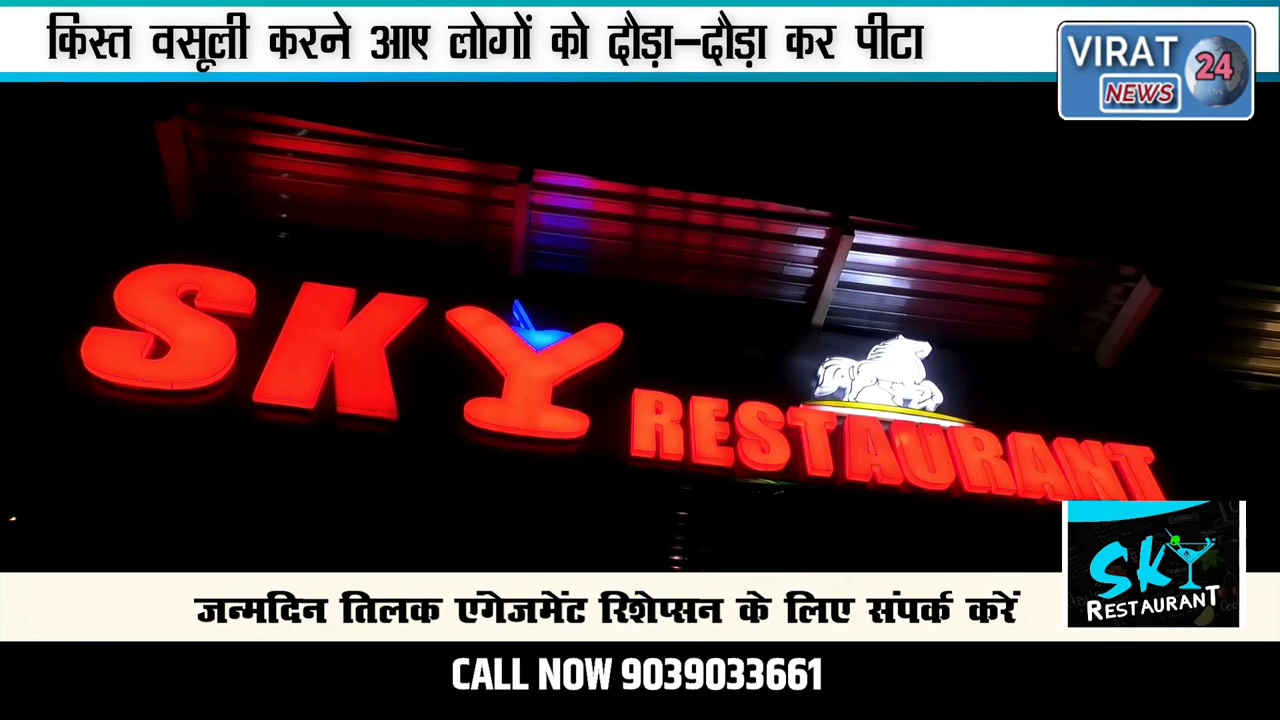 किस्त वसूली करने आए लोगों को दौड़ा-दौड़ा कर पीटा
VIRAT 24
NEWS
SKY RESTAURANT
SKY
RESTAURANT
जन्मदिन तिलक एंगेजमेंट रिशेप्सन के लिए संपर्क करें
CALL NOW 9039033661